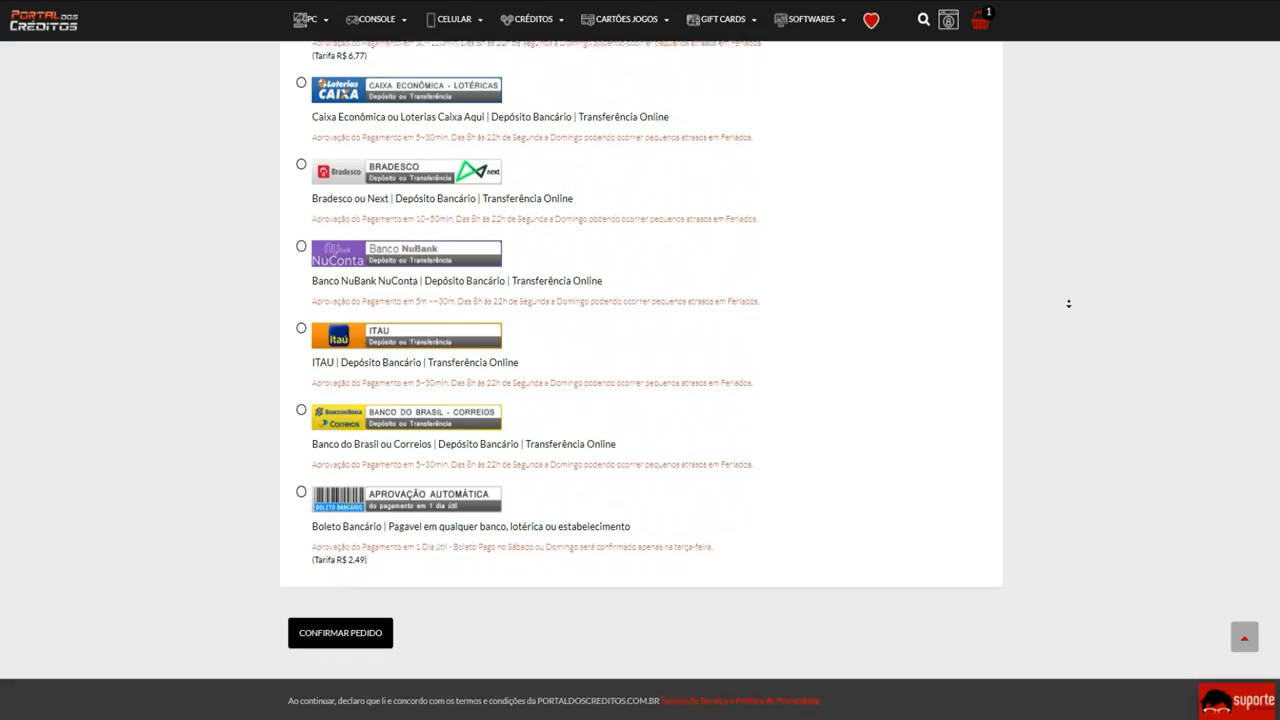 PORTAL DOS CRÉDITOS
PC
CONSOLE
CELULAR
CRÉDITOS
CARTÕES JOGOS
GIFT CARDS
SOFTWARES
1
(Tarifa R$ 6,77)
Loterias CAIXA
CAIXA ECONÔMICA - LOTÉRICAS
Depósito ou Transferência
Caixa Econômica ou Loterias Caixa Aqui | Depósito Bancário | Transferência Online
Aprovação do Pagamento em 5~30min. Das 8h às 22h de Segunda a Domingo podendo ocorrer pequenos atrasos em Feriados.
Bradesco
BRADESCO
Depósito ou Transferência
next
Bradesco ou Next | Depósito Bancário | Transferência Online
Aprovação do Pagamento em 10~50min. Das 8h às 22h de Segunda a Domingo podendo ocorrer pequenos atrasos em Feriados.
NuConta
Banco NuBank
Depósito ou Transferência
Banco NuBank NuConta | Depósito Bancário | Transferência Online
Aprovação do Pagamento em 5m ~~30m. Das 8h às 22h de Segunda a Domingo podendo ocorrer pequenos atrasos em Feriados.
Itaú
ITAU
Depósito ou Transferência
ITAU | Depósito Bancário | Transferência Online
Aprovação do Pagamento em 5~30min. Das 8h às 22h de Segunda a Domingo podendo ocorrer pequenos atrasos em Feriados.
Correios
BANCO DO BRASIL - CORREIOS
Depósito ou Transferência
Banco do Brasil ou Correios | Depósito Bancário | Transferência Online
Aprovação do Pagamento em 5~30min. Das 8h às 22h de Segunda a Domingo podendo ocorrer pequenos atrasos em Feriados.
BOLETO BANCÁRIO
APROVAÇÃO AUTOMÁTICA
do pagamento em 1 dia útil
Boleto Bancário | Pagavel em qualquer banco, lotérica ou estabelecimento
Aprovação do Pagamento em 1 Dia útil - Boleto Pago no Sábado ou Domingo será confirmado apenas na terça-feira.
(Tarifa R$ 2,49)
CONFIRMAR PEDIDO
Ao continuar, declaro que li e concordo com os termos e condições da PORTALDOSCREDITOS.COM.BR Termos de Serviço e Política de Privacidade
suporte